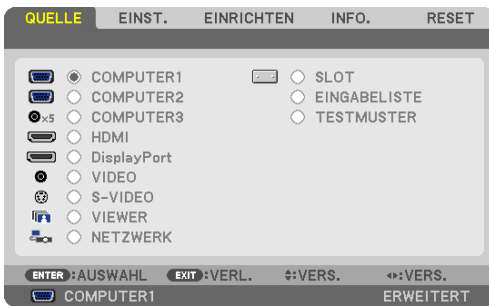 QUELLE EINST. EINRICHTEN INFO. RESET
COMPUTER1 SLOT
COMPUTER2 EINGABELISTE
×5 COMPUTER3 TESTMUSTER
HDMI
DisplayPort
VIDEO
S-VIDEO
VIEWER
NETZWERK
ENTER :AUSWAHL EXIT :VERL. :VERS. :VERS.
COMPUTER1 ERWEITERT